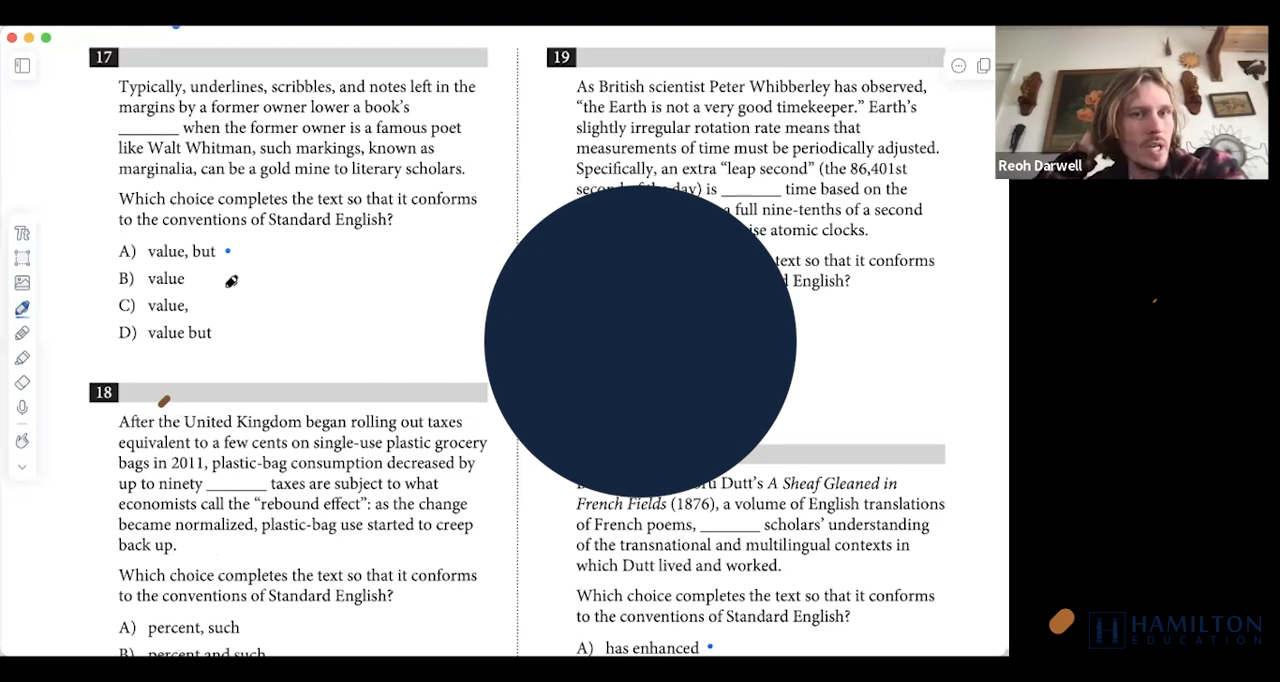 17
Typically, underlines, scribbles, and notes left in the
margins by a former owner lower a book’s
______ when the former owner is a famous poet
like Walt Whitman, such markings, known as
marginalia, can be a gold mine to literary scholars.
Which choice completes the text so that it conforms
to the conventions of Standard English?
A) value, but
B) value
C) value,
D) value but
18
After the United Kingdom began rolling out taxes
equivalent to a few cents on single-use plastic grocery
bags in 2011, plastic-bag consumption decreased by
up to ninety ______ taxes are subject to what
economists call the “rebound effect”: as the change
became normalized, plastic-bag use started to creep
back up.
Which choice completes the text so that it conforms
to the conventions of Standard English?
A) percent, such
B) percent and such
19
As British scientist Peter Whibberley has observed,
“the Earth is not a very good timekeeper.” Earth’s
slightly irregular rotation rate means that
measurements of time must be periodically adjusted.
Specifically, an extra “leap second” (the 86,401st
second of the day) is ______ time based on the
a full nine-tenths of a second
atomic clocks.
text so that it conforms
English?
Dutt’s A Sheaf Gleaned in
French Fields (1876), a volume of English translations
of French poems, ______ scholars’ understanding
of the transnational and multilingual contexts in
which Dutt lived and worked.
Which choice completes the text so that it conforms
to the conventions of Standard English?
A) has enhanced
Reoh Darwell
HAMILTON
EDUCATION